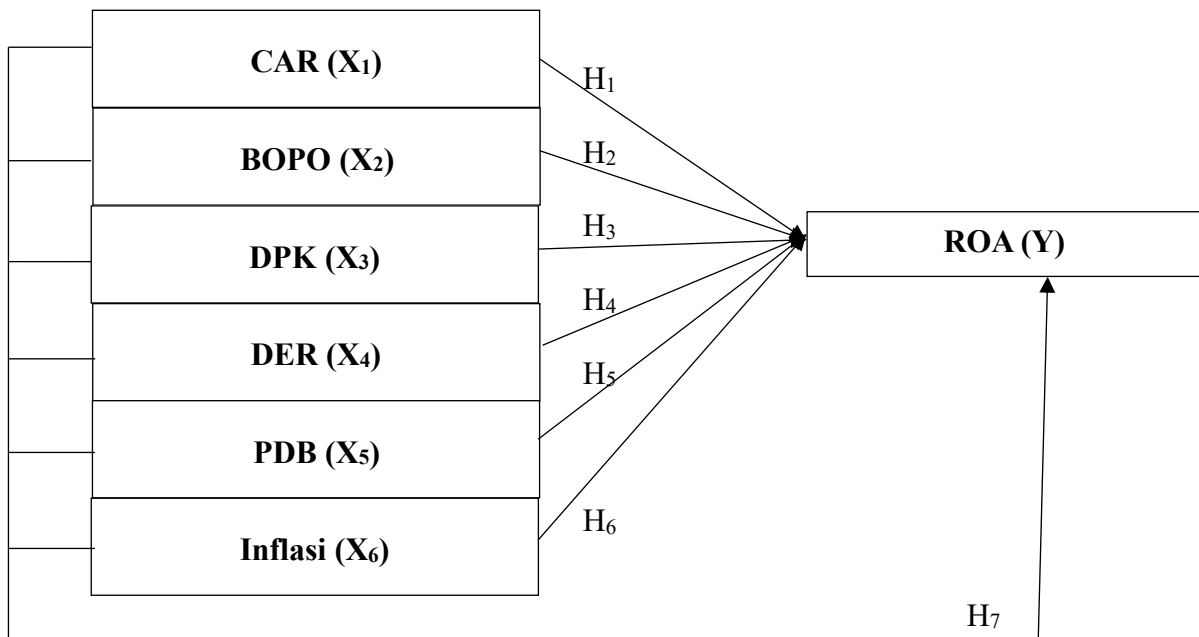 CAR (X₁)
H₁
BOPO (X₂)
H₂
DPK (X₃)
H₃
ROA (Y)
DER (X₄)
H₄
PDB (X₅)
H₅
Inflasi (X₆)
H₆
H₇